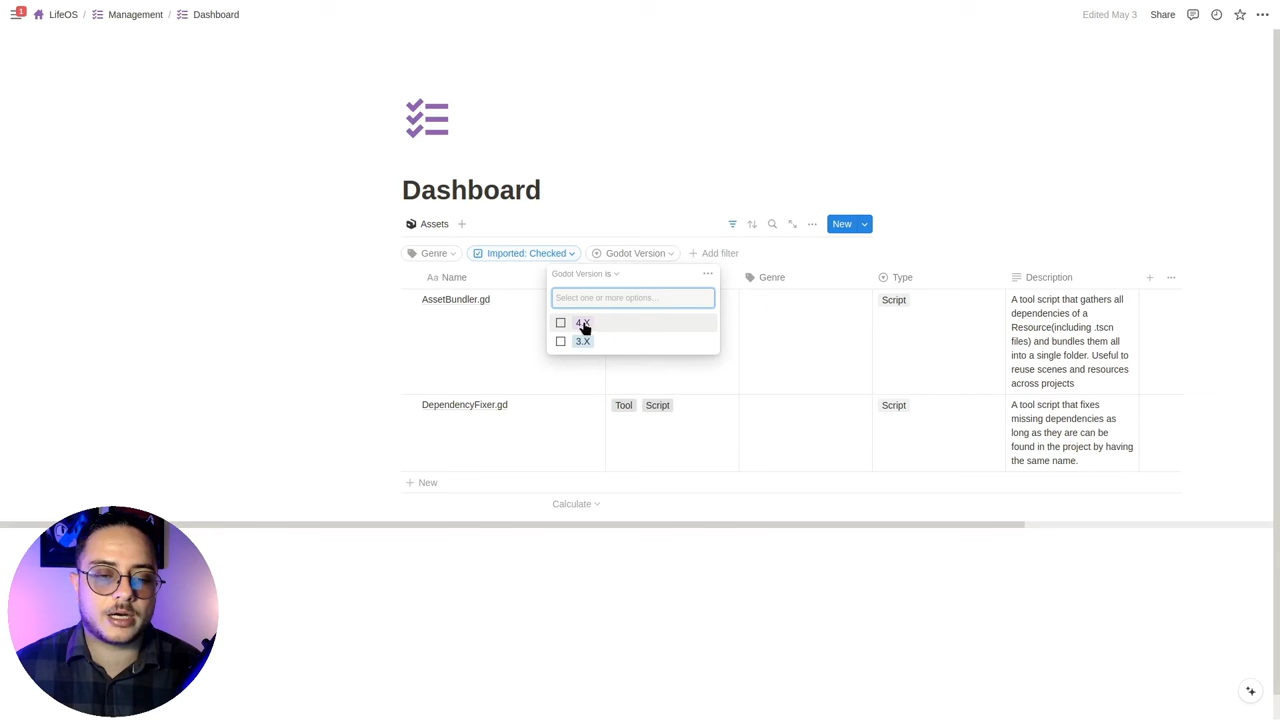 1
LifeOS / Management / Dashboard
Edited May 3
Share
Dashboard
Assets
New
Genre
Imported: Checked
Godot Version
Add filter
Godot Version is
Select one or more options...
4.X
3.X
Aa Name
Genre
Type
Description
AssetBundler.gd
Script
A tool script that gathers all
dependencies of a
Resource(including .tscn
files) and bundles them all
into a single folder. Useful to
reuse scenes and resources
across projects
DependencyFixer.gd
Tool Script
Script
A tool script that fixes
missing dependencies as
long as they are can be
found in the project by having
the same name.
New
Calculate